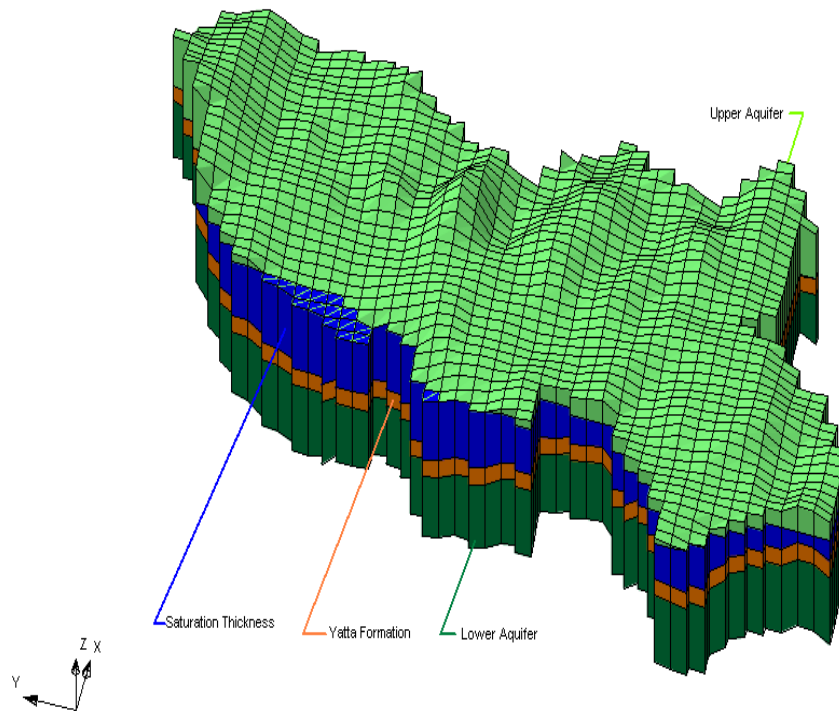 Upper Aquifer
Saturation Thickness
Yatta Formation
Lower Aquifer
Z
X
Y